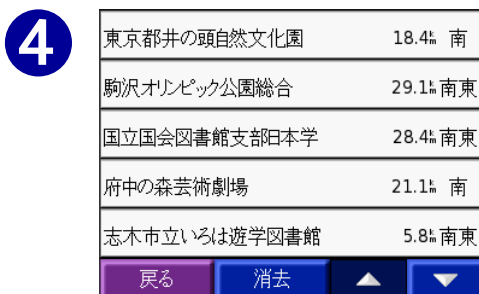 4
東京都井の頭自然文化園 18.4㎞ 南
駒沢オリンピック公園総合 29.1㎞ 南東
国立国会図書館支部日本学 28.4㎞ 南東
府中の森芸術劇場 21.1㎞ 南
志木市立いろは遊学図書館 5.8㎞ 南東
戻る 消去